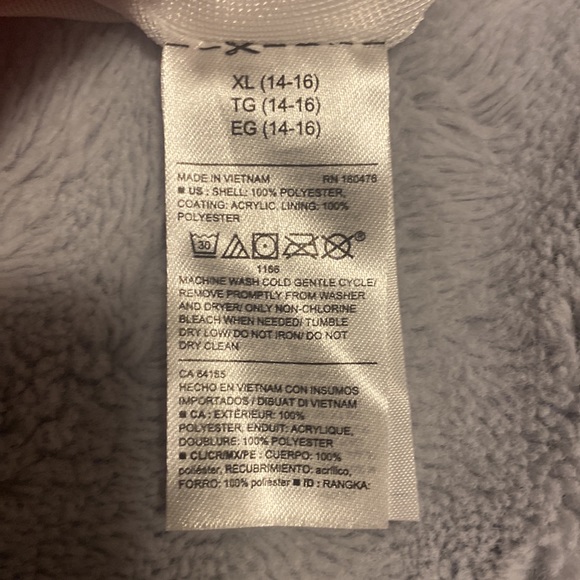 XL (14-16)
TG (14-16)
EG (14-16)
MADE IN VIETNAM RN 160476
■ US : SHELL: 100% POLYESTER,
COATING: ACRYLIC, LINING: 100%
POLYESTER
30
®
1156
MACHINE WASH COLD GENTLE CYCLE/
REMOVE PROMPTLY FROM WASHER
AND DRYER/ ONLY NON-CHLORINE
BLEACH WHEN NEEDED/ TUMBLE
DRY LOW/ DO NOT IRON/ DO NOT
DRY CLEAN
CA 64155
HECHO EN VIETNAM CON INSUMOS
IMPORTADOS / DIBUAT DI VIETNAM
■ CA : EXTÉRIEUR: 100%
POLYESTER, ENDUIT: ACRYLIQUE,
DOUBLURE: 100% POLYESTER
■ CL/CR/MX/PE : CUERPO: 100%
poliéster, RECUBRIMIENTO: acrílico,
FORRO: 100% poliéster ■ ID : RANGKA: